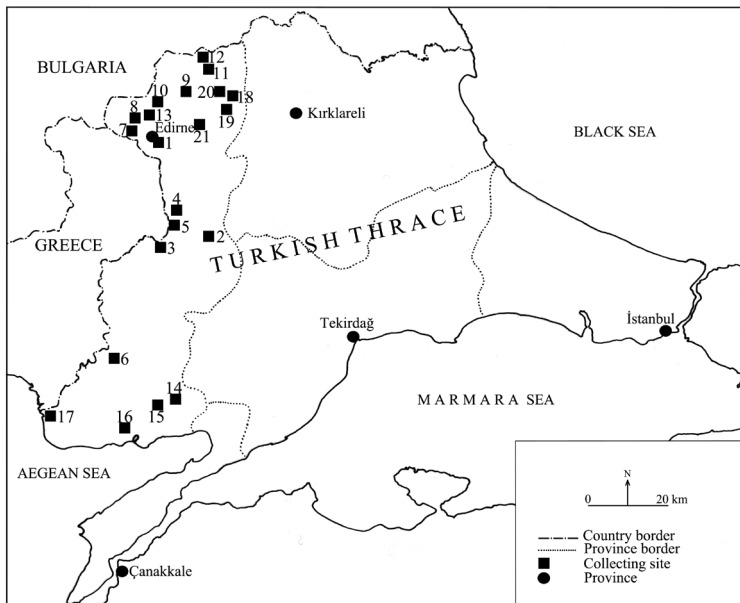 12
BULGARIA
11
10
9
20
18
8
13
19
Kırklareli
7
Edirne
21
1
BLACK SEA
4
5
2
GREECE
3
TURKISH THRACE
Tekirdağ
İstanbul
6
14
15
MARMARA SEA
17
16
AEGEAN SEA
N
0 20 km
Country border
Province border
Collecting site
Province
Çanakkale